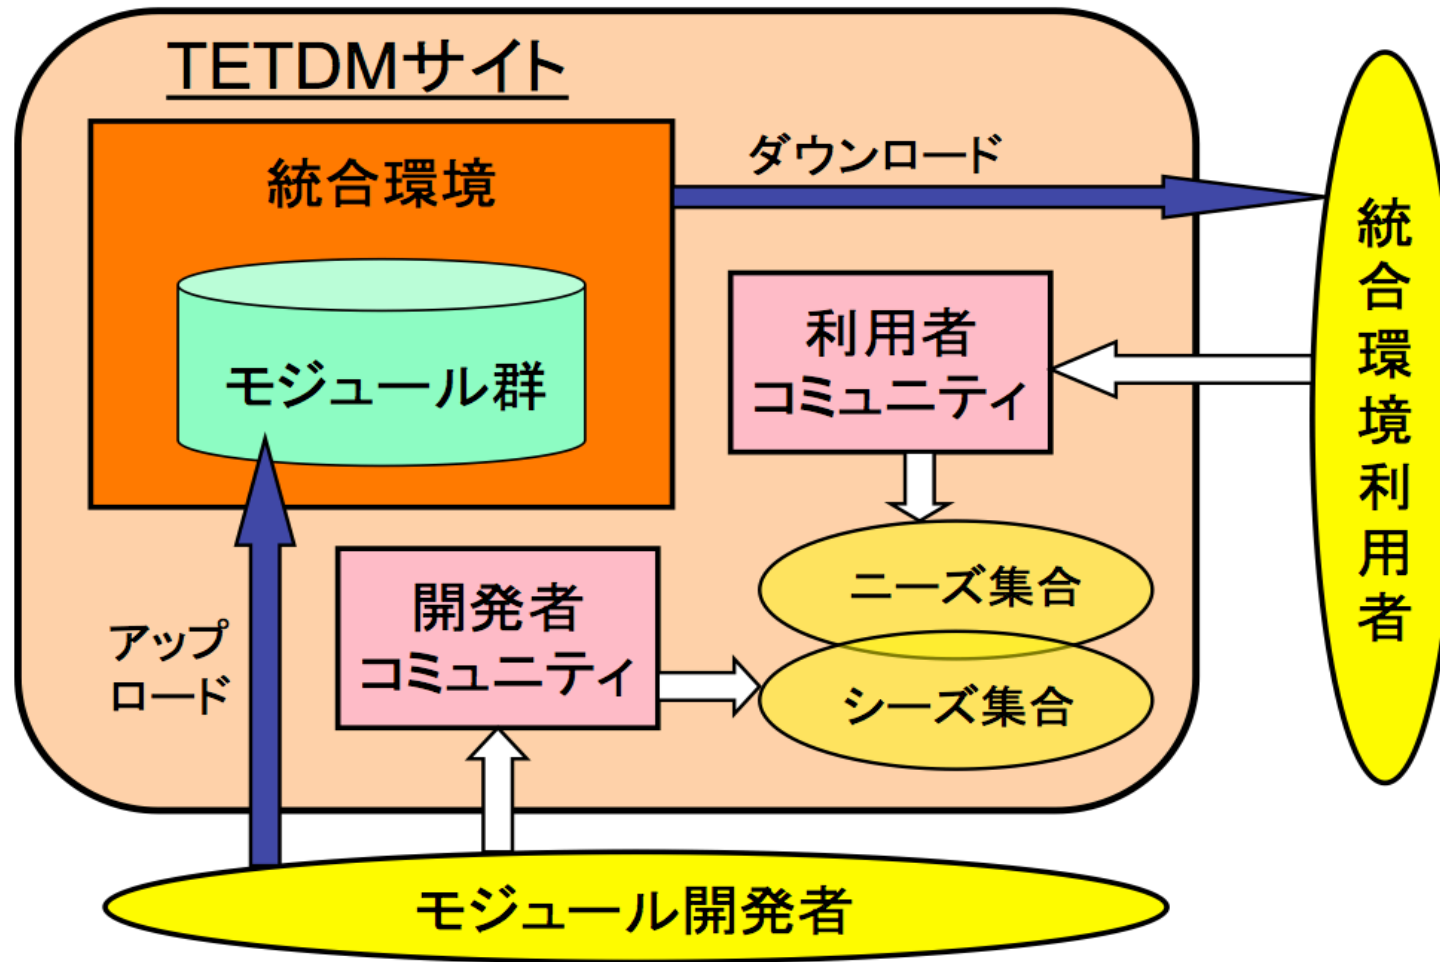 TETDMサイト
統合環境
ダウンロード
モジュール群
利用者
コミュニティ
統合環境利用者
ニーズ集合
開発者
コミュニティ
シーズ集合
アップ
ロード
モジュール開発者